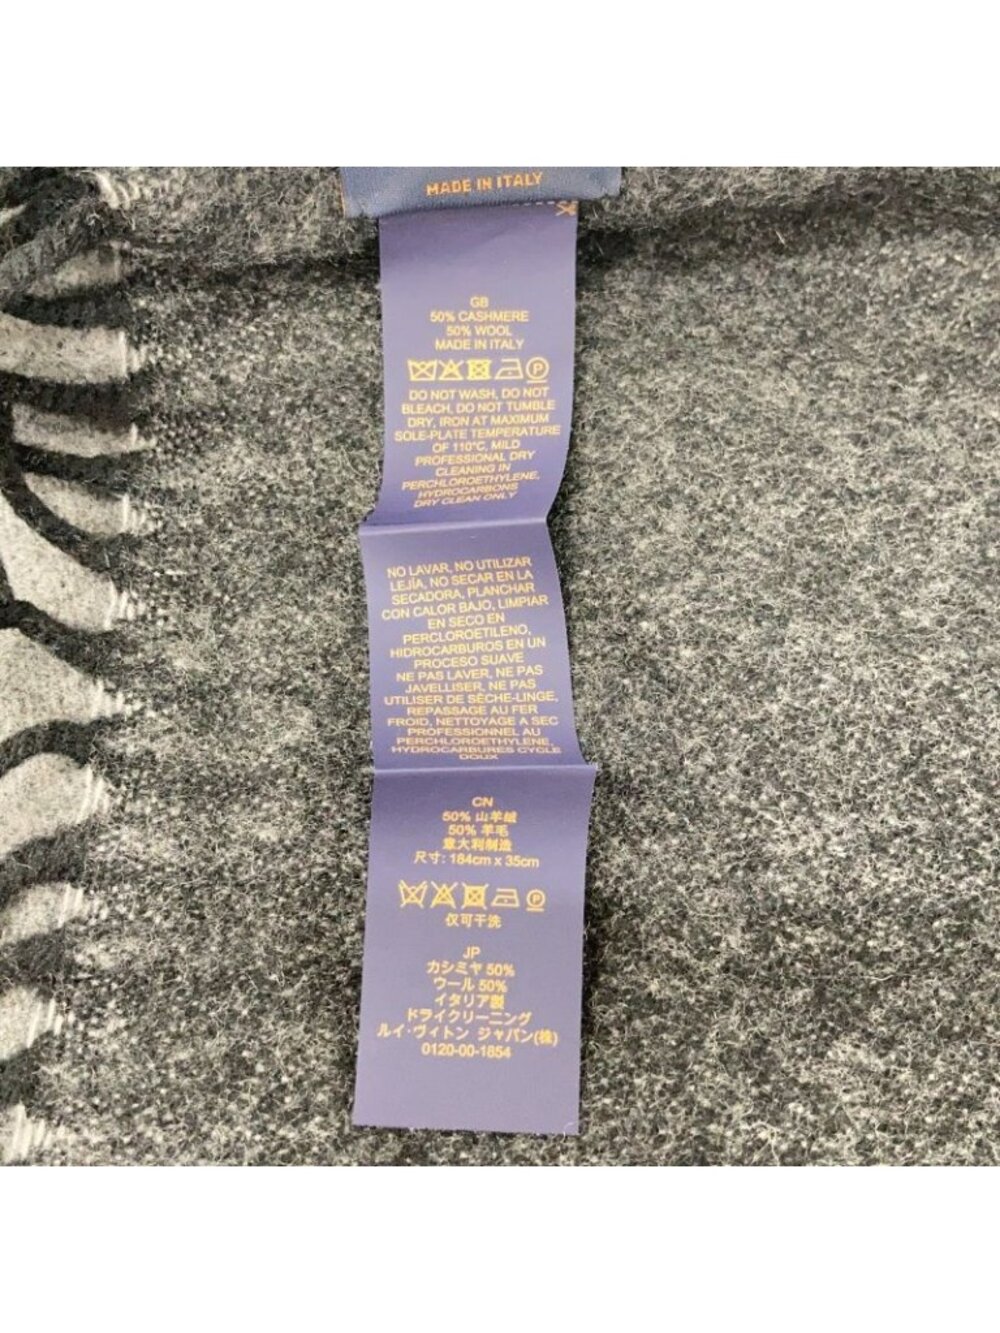 MADE IN ITALY
GB
50% CASHMERE
50% WOOL
MADE IN ITALY
P
DO NOT WASH, DO NOT
BLEACH, DO NOT TUMBLE
DRY, IRON AT MAXIMUM
SOLE-PLATE TEMPERATURE
OF 110°C, MILD
PROFESSIONAL DRY
CLEANING IN
PERCHLOROETHYLENE,
HYDROCARBONS
DRY CLEAN ONLY
NO LAVAR, NO UTILIZAR
LEJÍA, NO SECAR EN LA
SECADORA, PLANCHAR
CON CALOR BAJO, LIMPIAR
EN SECO EN
PERCLOROETILENO,
HIDROCARBUROS EN UN
PROCESO SUAVE
NE PAS LAVER, NE PAS
JAVELLISER, NE PAS
UTILISER DE SÈCHE-LINGE,
REPASSAGE AU FER
FROID, NETTOYAGE A SEC
PROFESSIONNEL AU
PERCHLOROETHYLENE,
HYDROCARBURES CYCLE
DOUX
CN
50% 山羊绒
50% 羊毛
意大利制造
尺寸: 184cm x 35cm
P
仅可干洗
JP
カシミヤ 50%
ウール 50%
イタリア製
ドライクリーニング
ルイ・ヴィトン ジャパン(株)
0120-00-1854